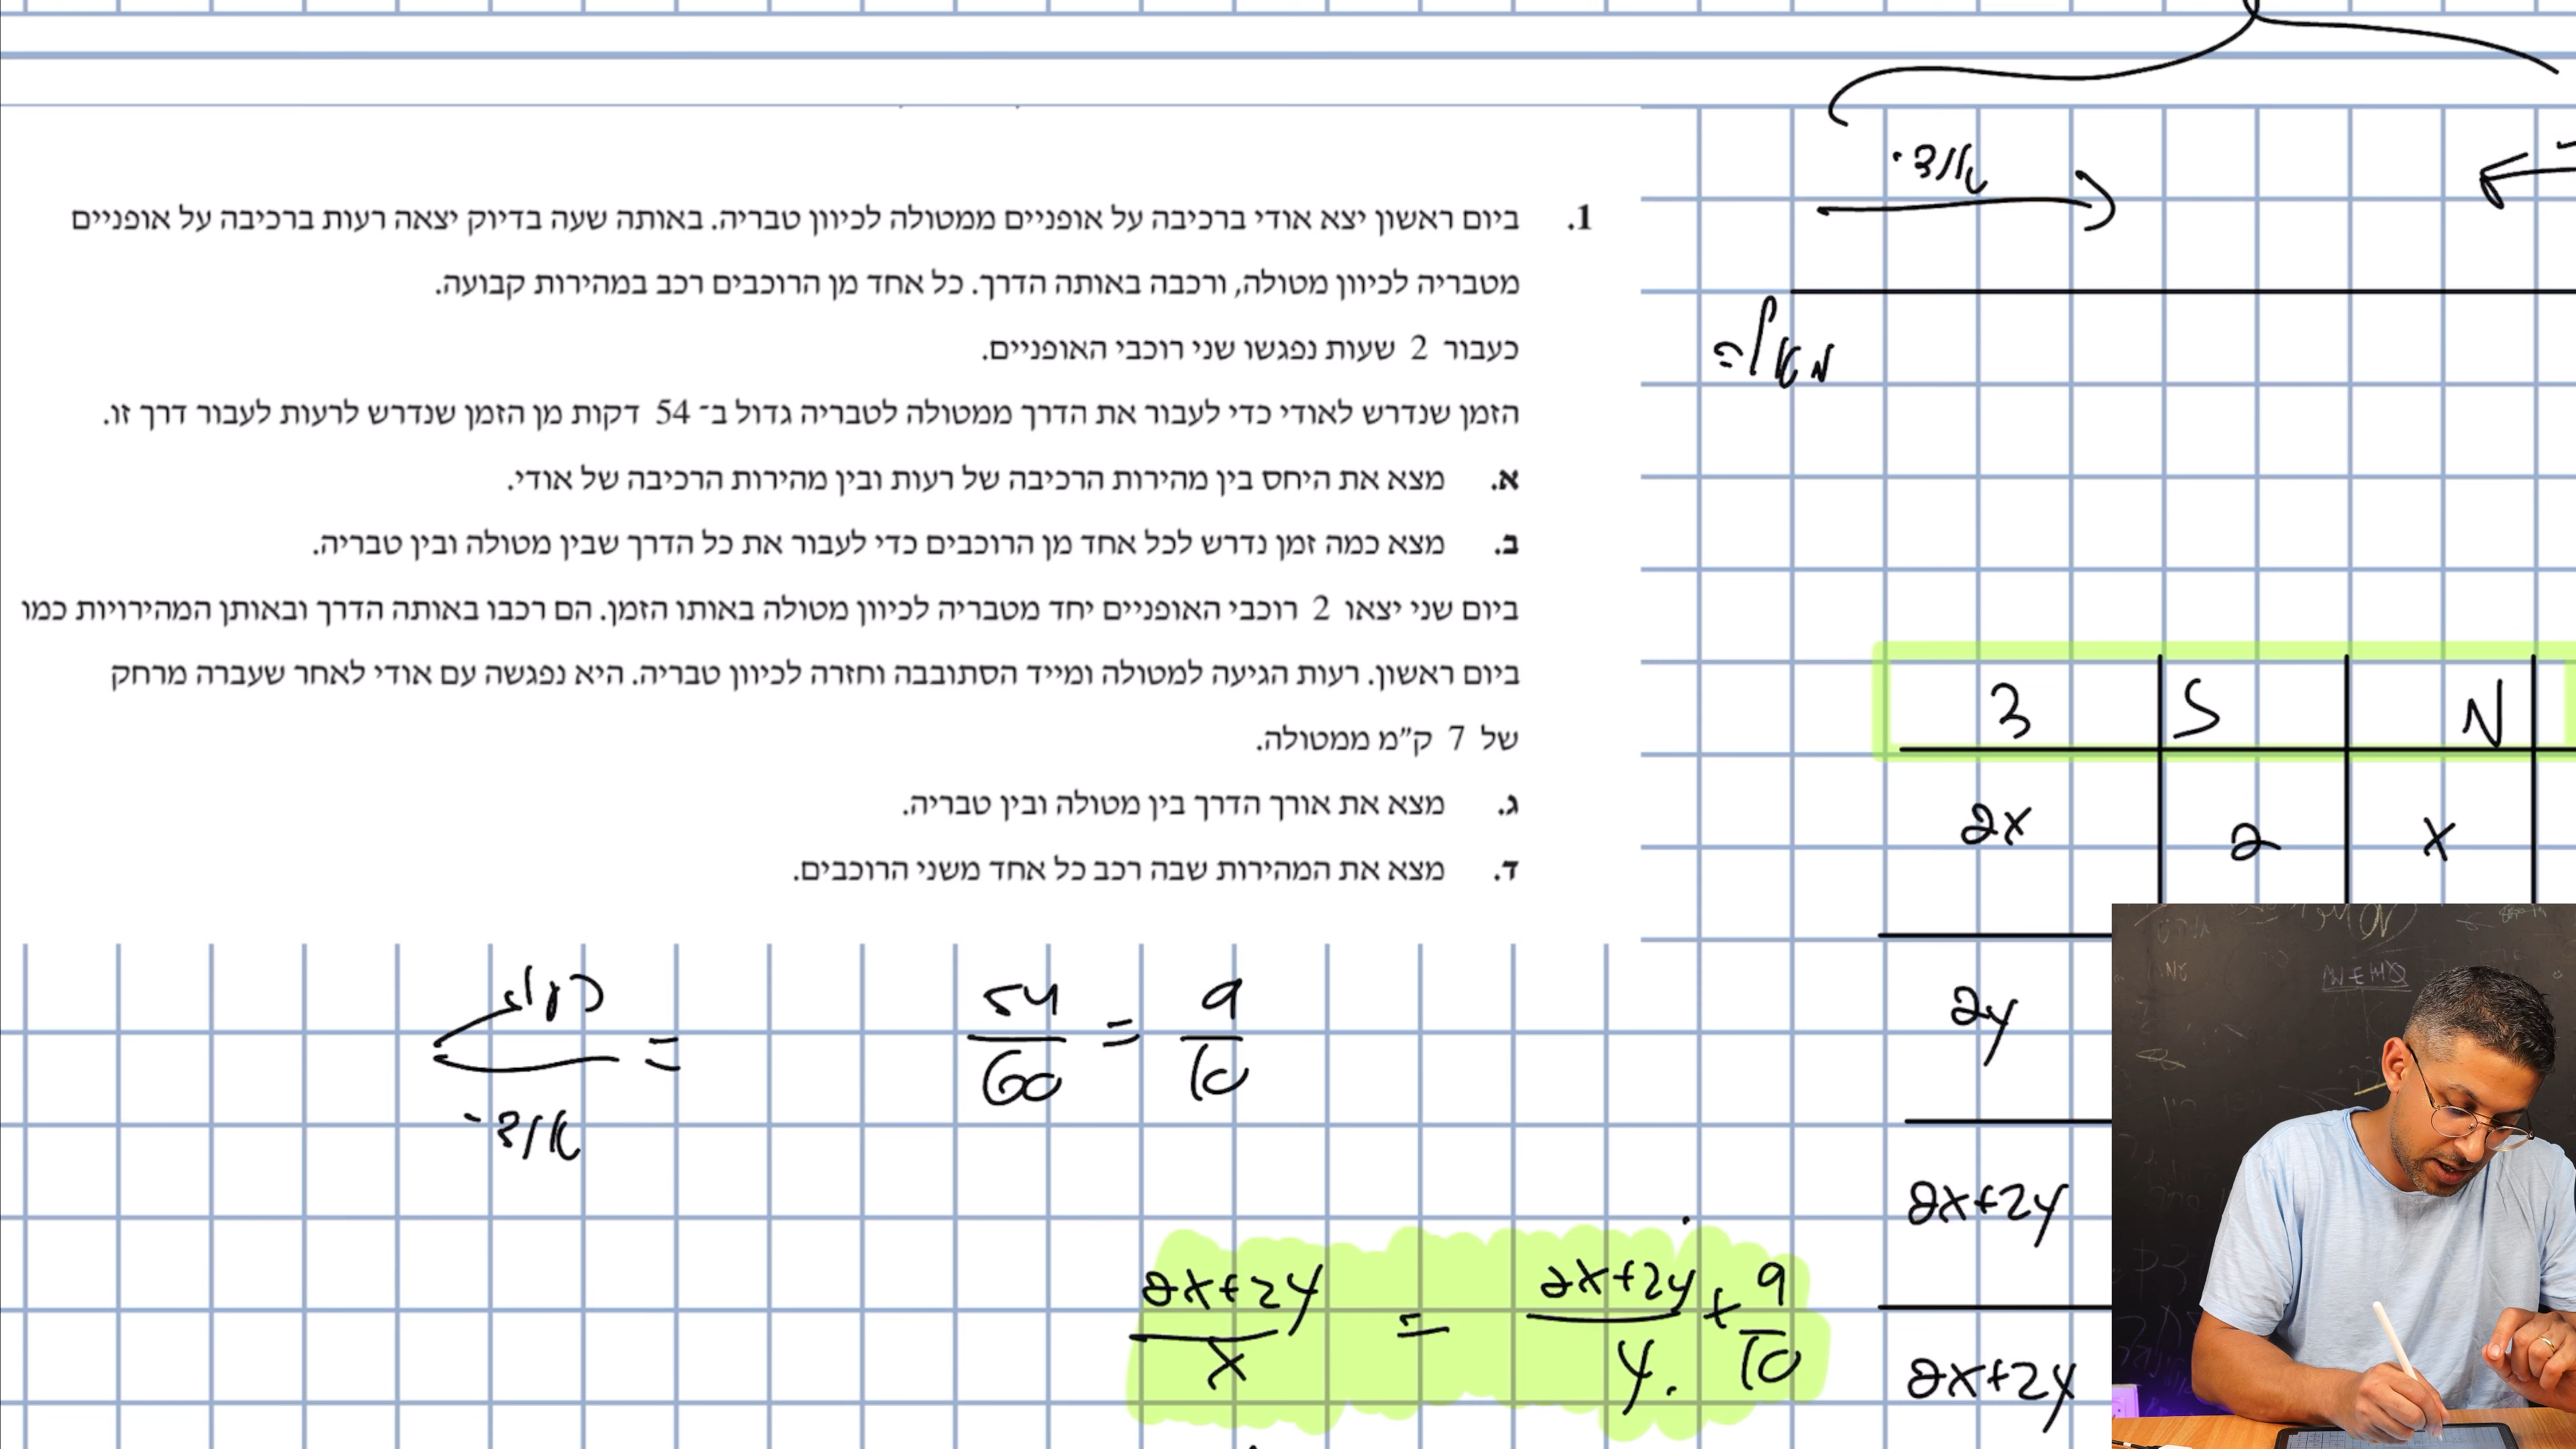 1. ביום ראשון יצא אודי ברכיבה על אופניים ממטולה לכיוון טבריה. באותה שעה בדיוק יצאה רעות ברכיבה על אופניים
מטבריה לכיוון מטולה, ורכבה באותה הדרך. כל אחד מן הרוכבים רכב במהירות קבועה.
כעבור 2 שעות נפגשו שני רוכבי האופניים.
הזמן שנדרש לאודי כדי לעבור את הדרך ממטולה לטבריה גדול ב־ 54 דקות מן הזמן שנדרש לרעות לעבור דרך זו.
א. מצא את היחס בין מהירות הרכיבה של רעות ובין מהירות הרכיבה של אודי.
ב. מצא כמה זמן נדרש לכל אחד מן הרוכבים כדי לעבור את כל הדרך שבין מטולה ובין טבריה.
ביום שני יצאו 2 רוכבי האופניים יחד מטבריה לכיוון מטולה באותו הזמן. הם רכבו באותה הדרך ובאותן המהירויות כמו
ביום ראשון. רעות הגיעה למטולה ומייד הסתובבה וחזרה לכיוון טבריה. היא נפגשה עם אודי לאחר שעברה מרחק
של 7 ק״מ ממטולה.
ג. מצא את אורך הדרך בין מטולה ובין טבריה.
ד. מצא את המהירות שבה רכב כל אחד משני הרוכבים.
אודי
מטולה
רעות
=
אודי
54/60 = 9/10
(2x+2y)/x = (2x+2y)/y + 9/10
2x 2 x
2y
2x+2y
2x+2y